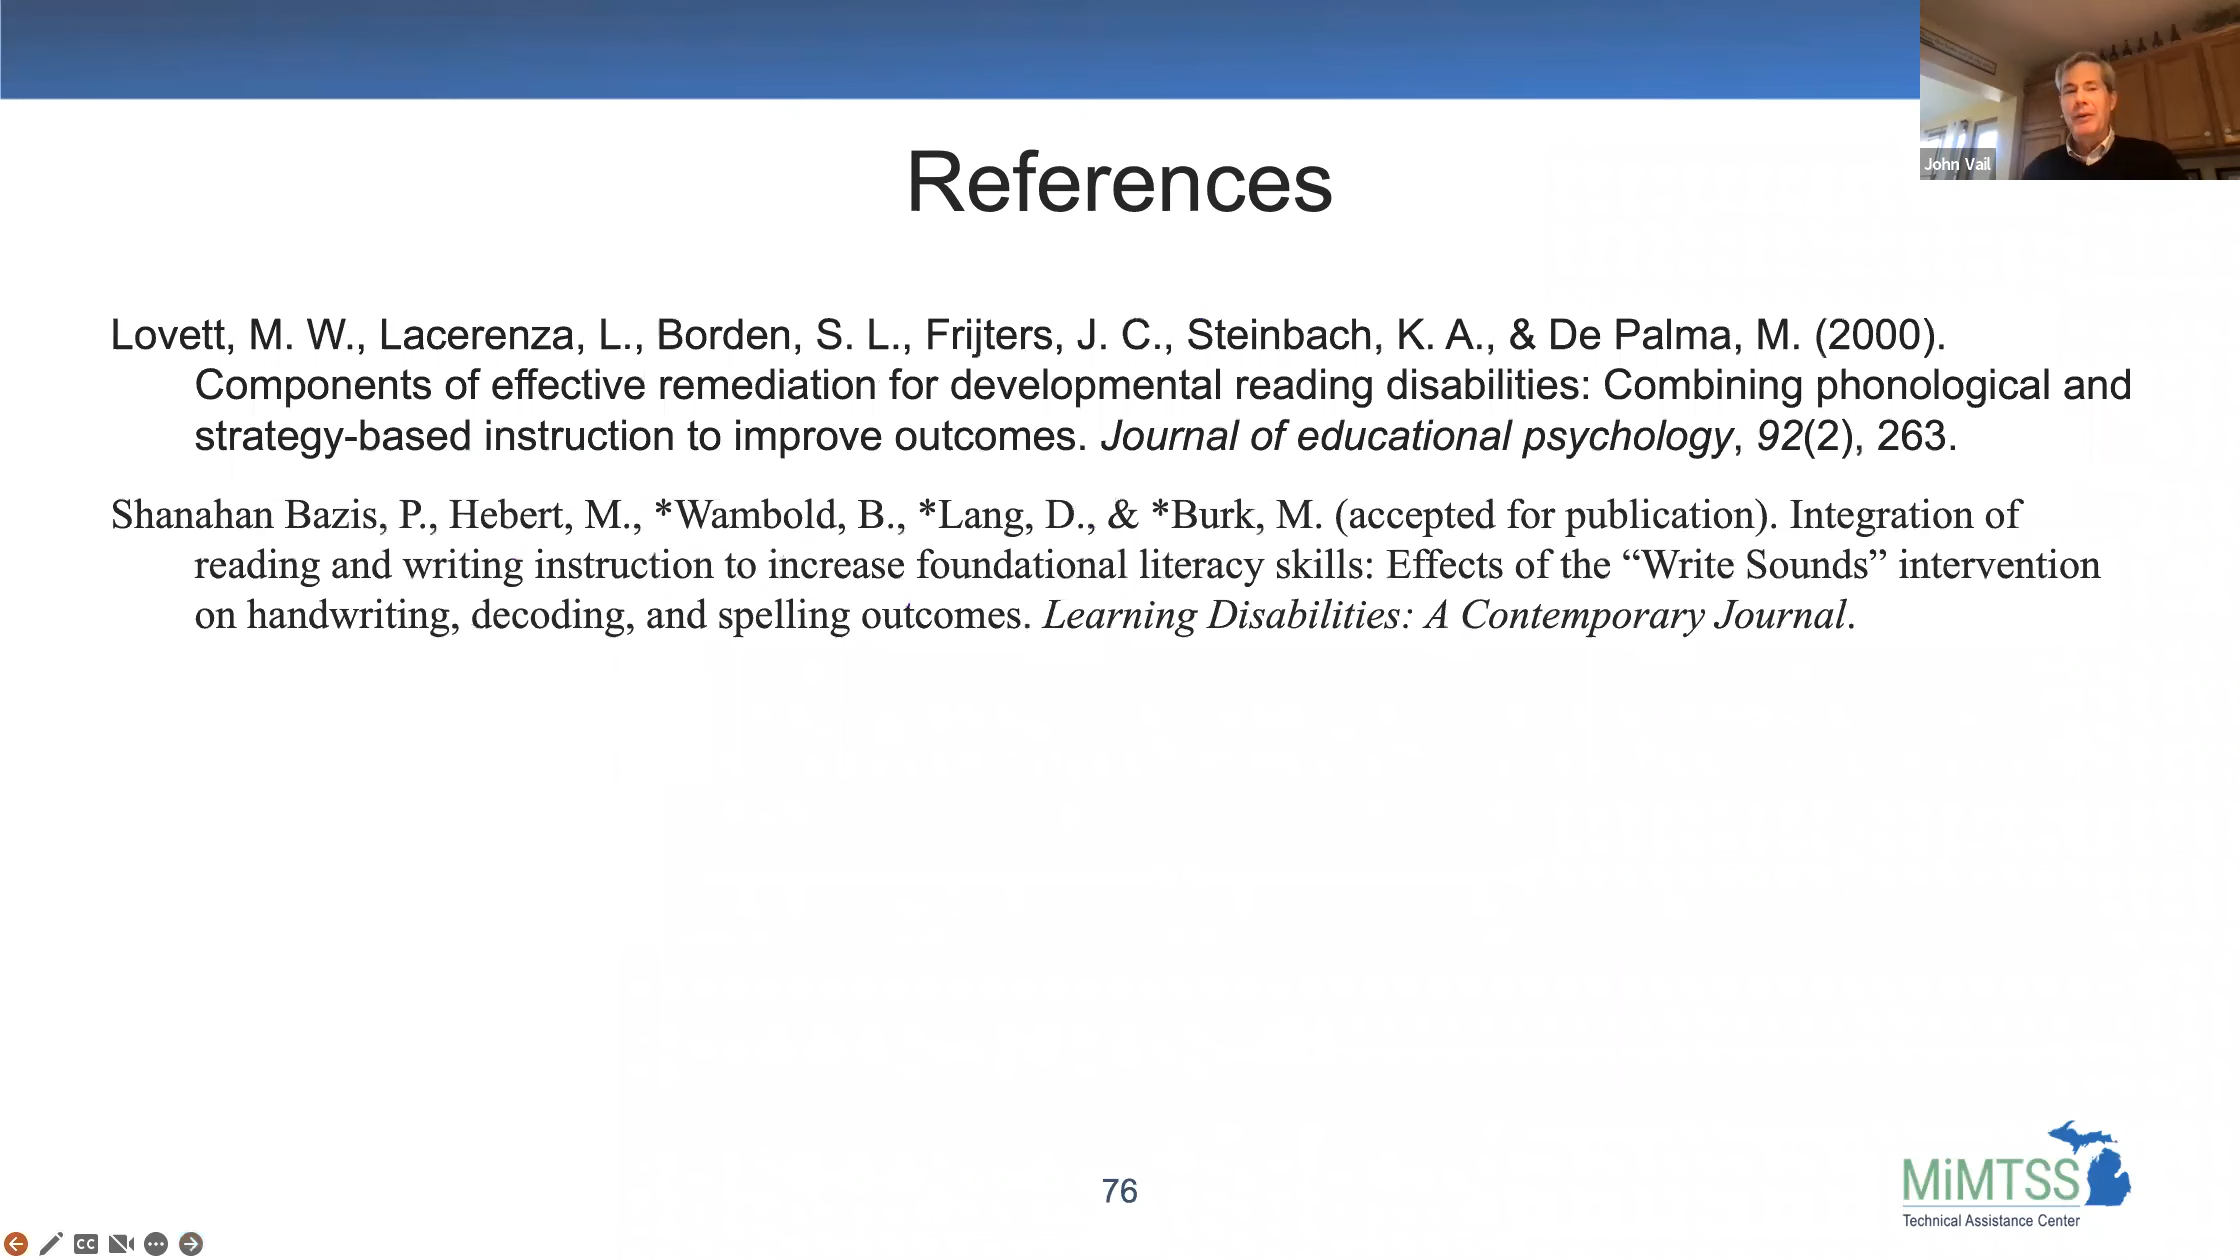 John Vail
References
Lovett, M. W., Lacerenza, L., Borden, S. L., Frijters, J. C., Steinbach, K. A., & De Palma, M. (2000).
Components of effective remediation for developmental reading disabilities: Combining phonological and
strategy-based instruction to improve outcomes. Journal of educational psychology, 92(2), 263.
Shanahan Bazis, P., Hebert, M., *Wambold, B., *Lang, D., & *Burk, M. (accepted for publication). Integration of
reading and writing instruction to increase foundational literacy skills: Effects of the “Write Sounds” intervention
on handwriting, decoding, and spelling outcomes. Learning Disabilities: A Contemporary Journal.
76
MiMTSS
Technical Assistance Center
CC